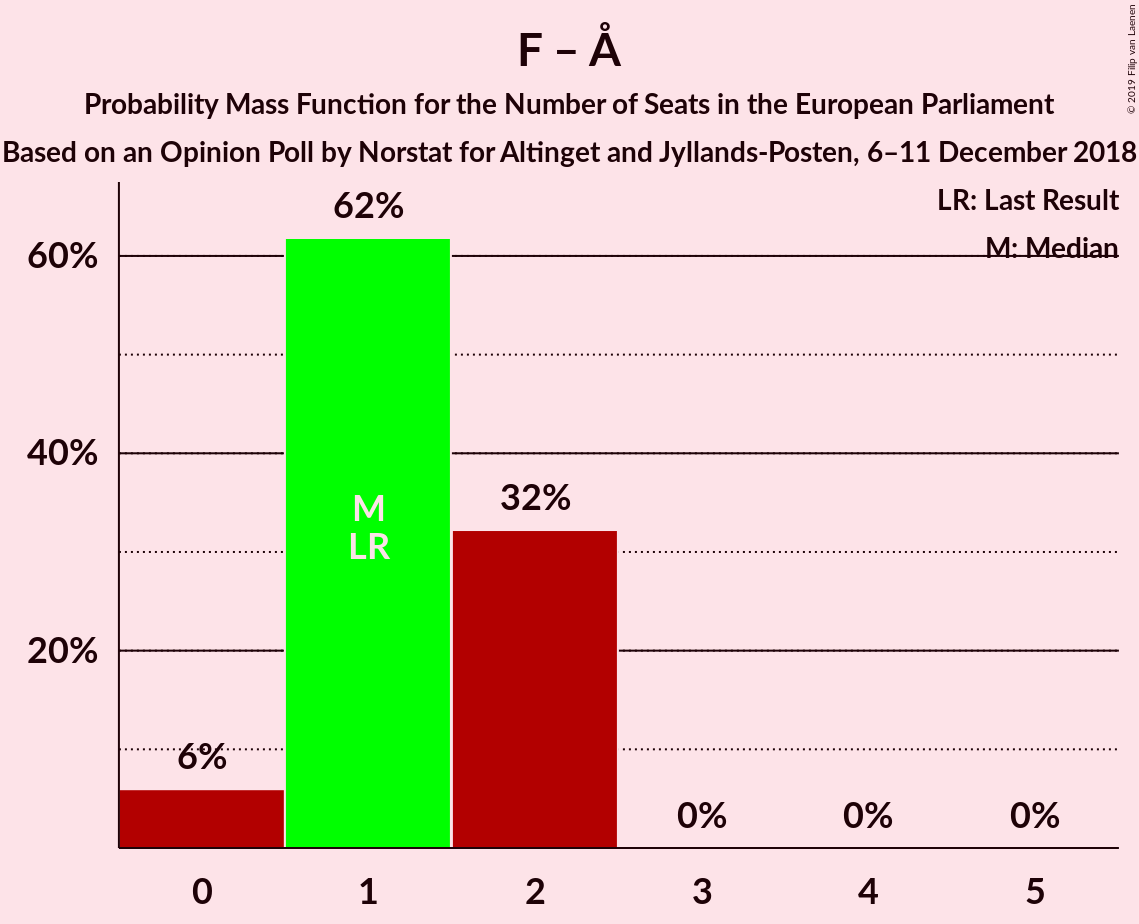 F – Å
Probability Mass Function for the Number of Seats in the European Parliament
Based on an Opinion Poll by Norstat for Altinget and Jyllands-Posten, 6–11 December 2018
© 2019 Filip van Laenen
LR: Last Result
M: Median
62%
60%
40%
32%
M
LR
20%
6%
0%
0%
0%
0
1
2
3
4
5